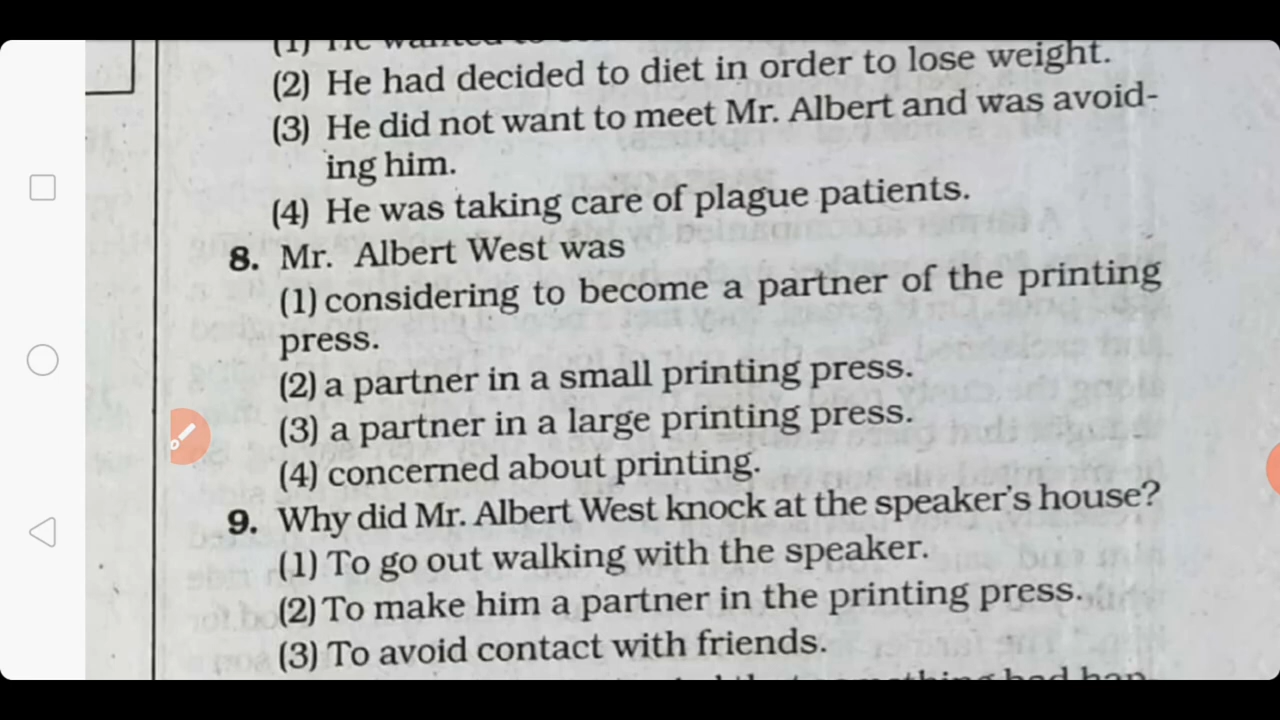 (2) He had decided to diet in order to lose weight.
(3) He did not want to meet Mr. Albert and was avoid-
ing him.
(4) He was taking care of plague patients.
8. Mr. Albert West was
(1) considering to become a partner of the printing
press.
(2) a partner in a small printing press.
(3) a partner in a large printing press.
(4) concerned about printing.
9. Why did Mr. Albert West knock at the speaker's house?
(1) To go out walking with the speaker.
(2) To make him a partner in the printing press.
(3) To avoid contact with friends.